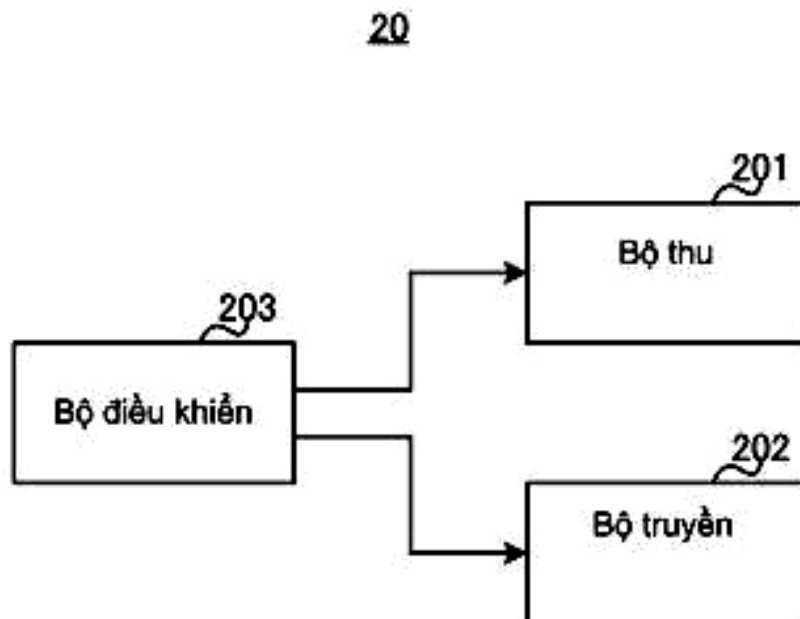 20
201
Bộ thu
203
Bộ điều khiển
202
Bộ truyền